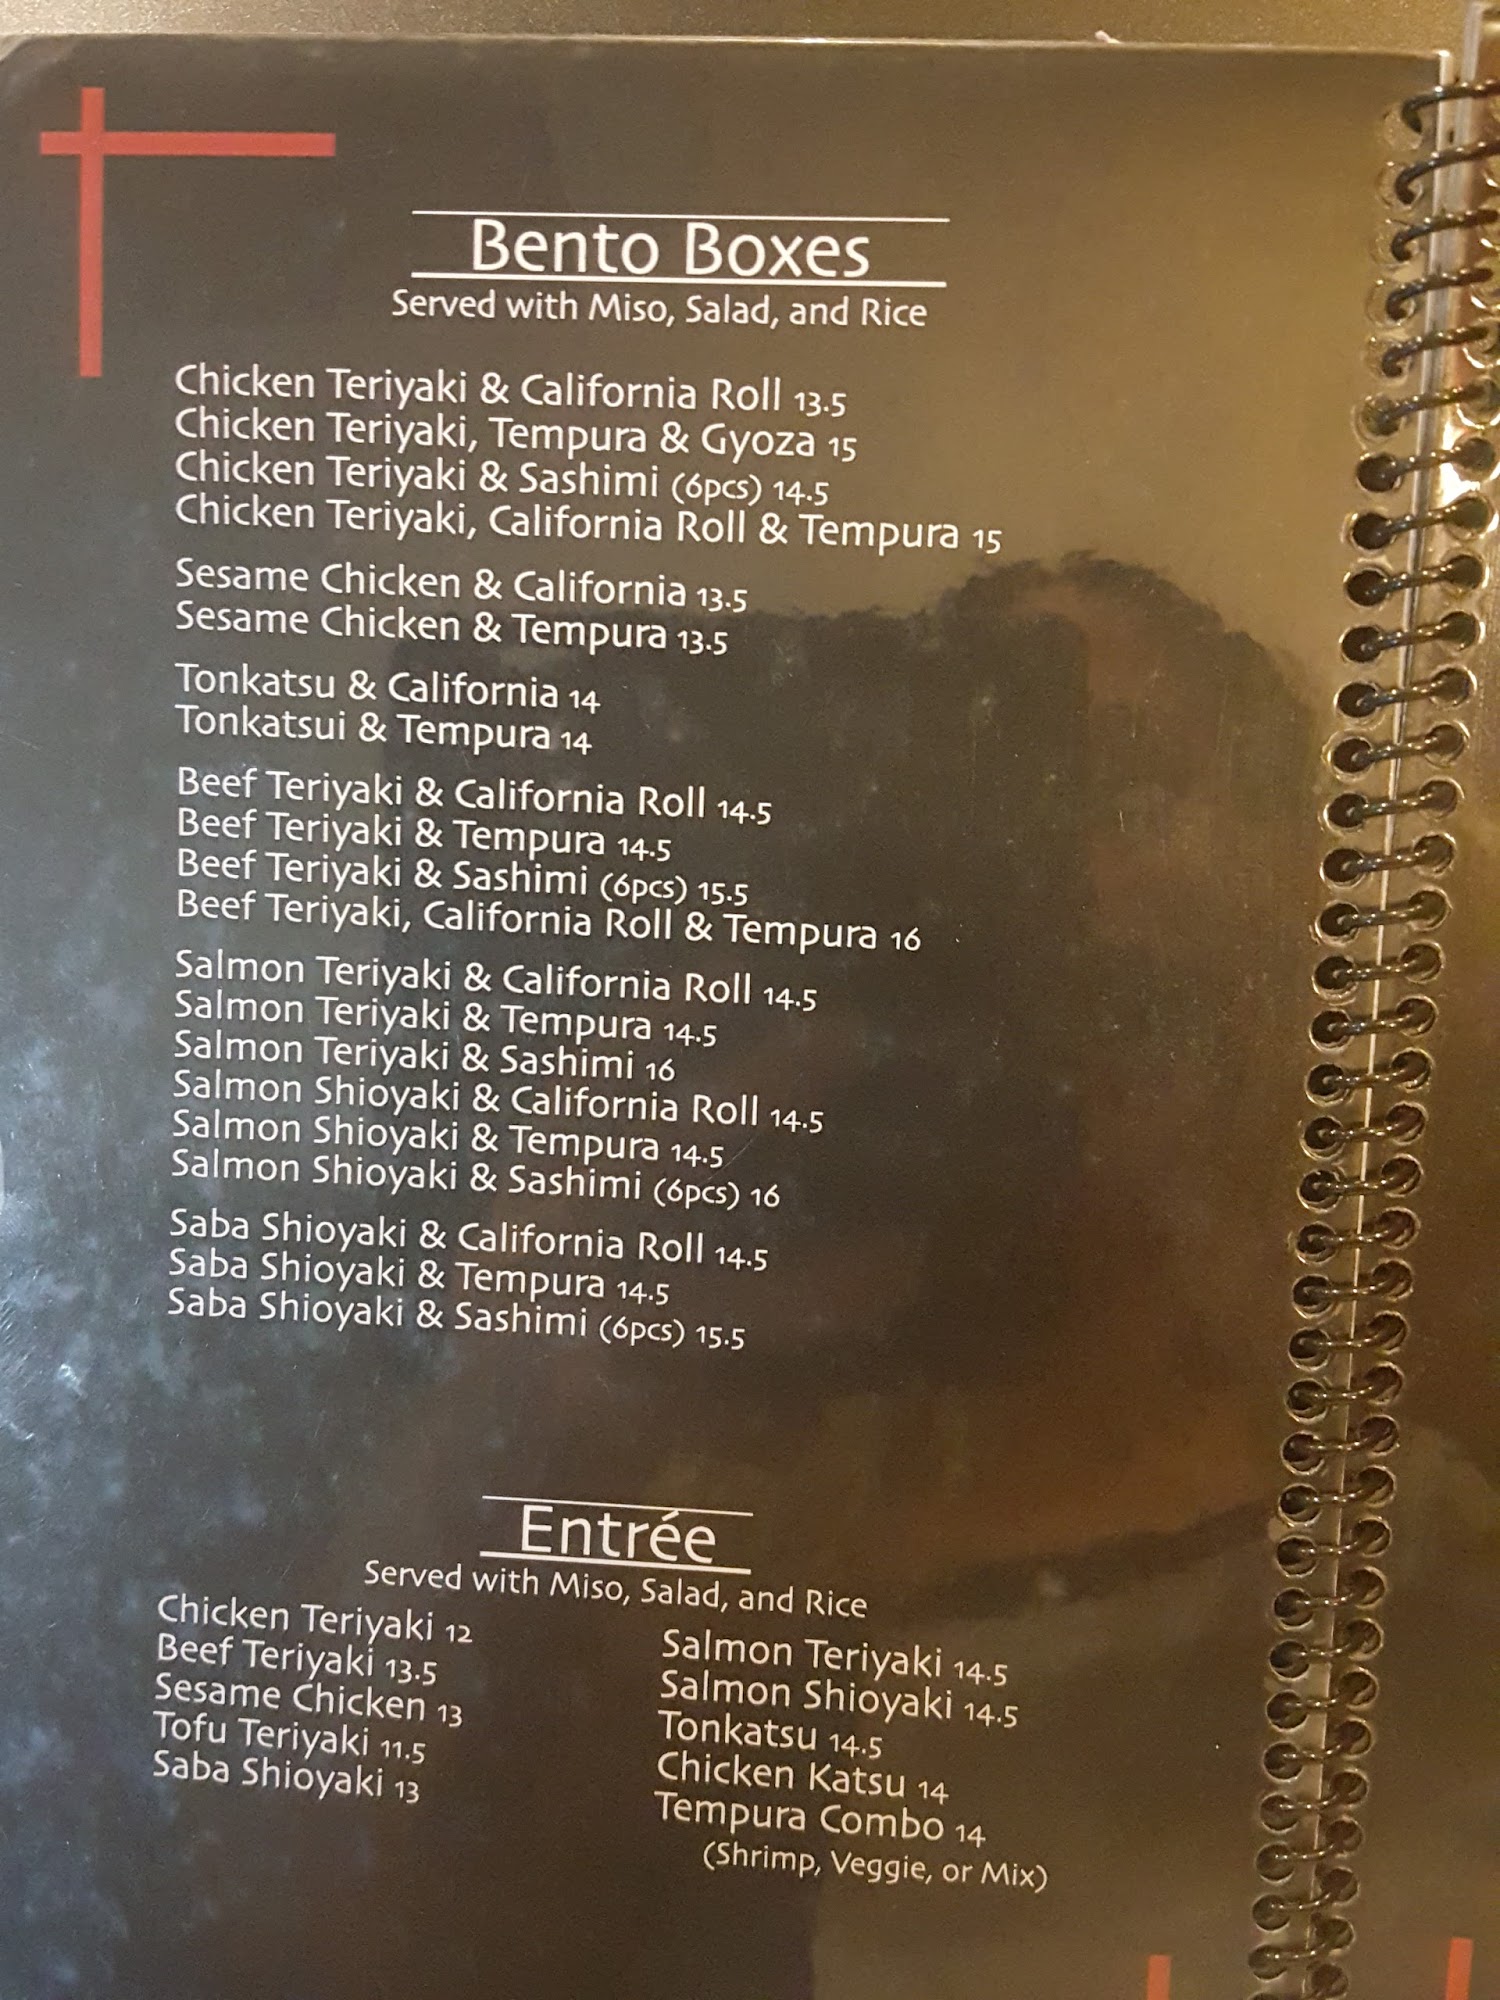 Bento Boxes
Served with Miso, Salad, and Rice
Chicken Teriyaki & California Roll 13.5
Chicken Teriyaki, Tempura & Gyoza 15
Chicken Teriyaki & Sashimi (6pcs) 14.5
Chicken Teriyaki, California Roll & Tempura 15
Sesame Chicken & California 13.5
Sesame Chicken & Tempura 13.5
Tonkatsu & California 14
Tonkatsui & Tempura 14
Beef Teriyaki & California Roll 14.5
Beef Teriyaki & Tempura 14.5
Beef Teriyaki & Sashimi (6pcs) 15.5
Beef Teriyaki, California Roll & Tempura 16
Salmon Teriyaki & California Roll 14.5
Salmon Teriyaki & Tempura 14.5
Salmon Teriyaki & Sashimi 16
Salmon Shioyaki & California Roll 14.5
Salmon Shioyaki & Tempura 14.5
Salmon Shioyaki & Sashimi (6pcs) 16
Saba Shioyaki & California Roll 14.5
Saba Shioyaki & Tempura 14.5
Saba Shioyaki & Sashimi (6pcs) 15.5
Entrée
Served with Miso, Salad, and Rice
Chicken Teriyaki 12
Beef Teriyaki 13.5
Sesame Chicken 13
Tofu Teriyaki 11.5
Saba Shioyaki 13
Salmon Teriyaki 14.5
Salmon Shioyaki 14.5
Tonkatsu 14.5
Chicken Katsu 14
Tempura Combo 14
(Shrimp, Veggie, or Mix)